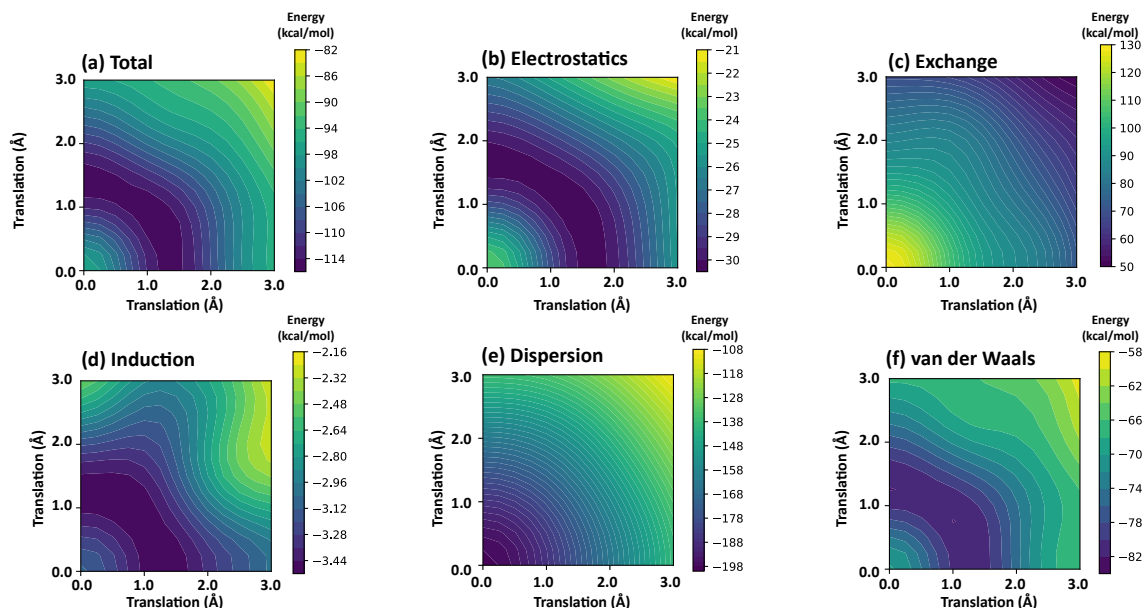 Energy
(kcal/mol)
(a) Total
−82
−86
−90
−94
−98
−102
−106
−110
−114
3.0
2.0
1.0
0.0
Translation (Å)
0.0 1.0 2.0 3.0
Translation (Å)
Energy
(kcal/mol)
(b) Electrostatics
−21
−22
−23
−24
−25
−26
−27
−28
−29
−30
3.0
2.0
1.0
0.0
Translation (Å)
0.0 1.0 2.0 3.0
Translation (Å)
Energy
(kcal/mol)
(c) Exchange
130
120
110
100
90
80
70
60
50
3.0
2.0
1.0
0.0
Translation (Å)
0.0 1.0 2.0 3.0
Translation (Å)
Energy
(kcal/mol)
(d) Induction
−2.16
−2.32
−2.48
−2.64
−2.80
−2.96
−3.12
−3.28
−3.44
3.0
2.0
1.0
0.0
Translation (Å)
0.0 1.0 2.0 3.0
Translation (Å)
Energy
(kcal/mol)
(e) Dispersion
−108
−118
−128
−138
−148
−158
−168
−178
−188
−198
3.0
2.0
1.0
0.0
Translation (Å)
0.0 1.0 2.0 3.0
Translation (Å)
Energy
(kcal/mol)
(f) van der Waals
−58
−62
−66
−70
−74
−78
−82
3.0
2.0
1.0
0.0
Translation (Å)
0.0 1.0 2.0 3.0
Translation (Å)